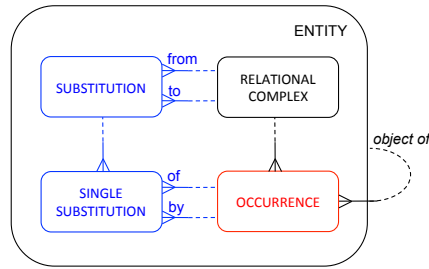 ENTITY
from
SUBSTITUTION
to
RELATIONAL
COMPLEX
object of
of
SINGLE
SUBSTITUTION
by
OCCURRENCE